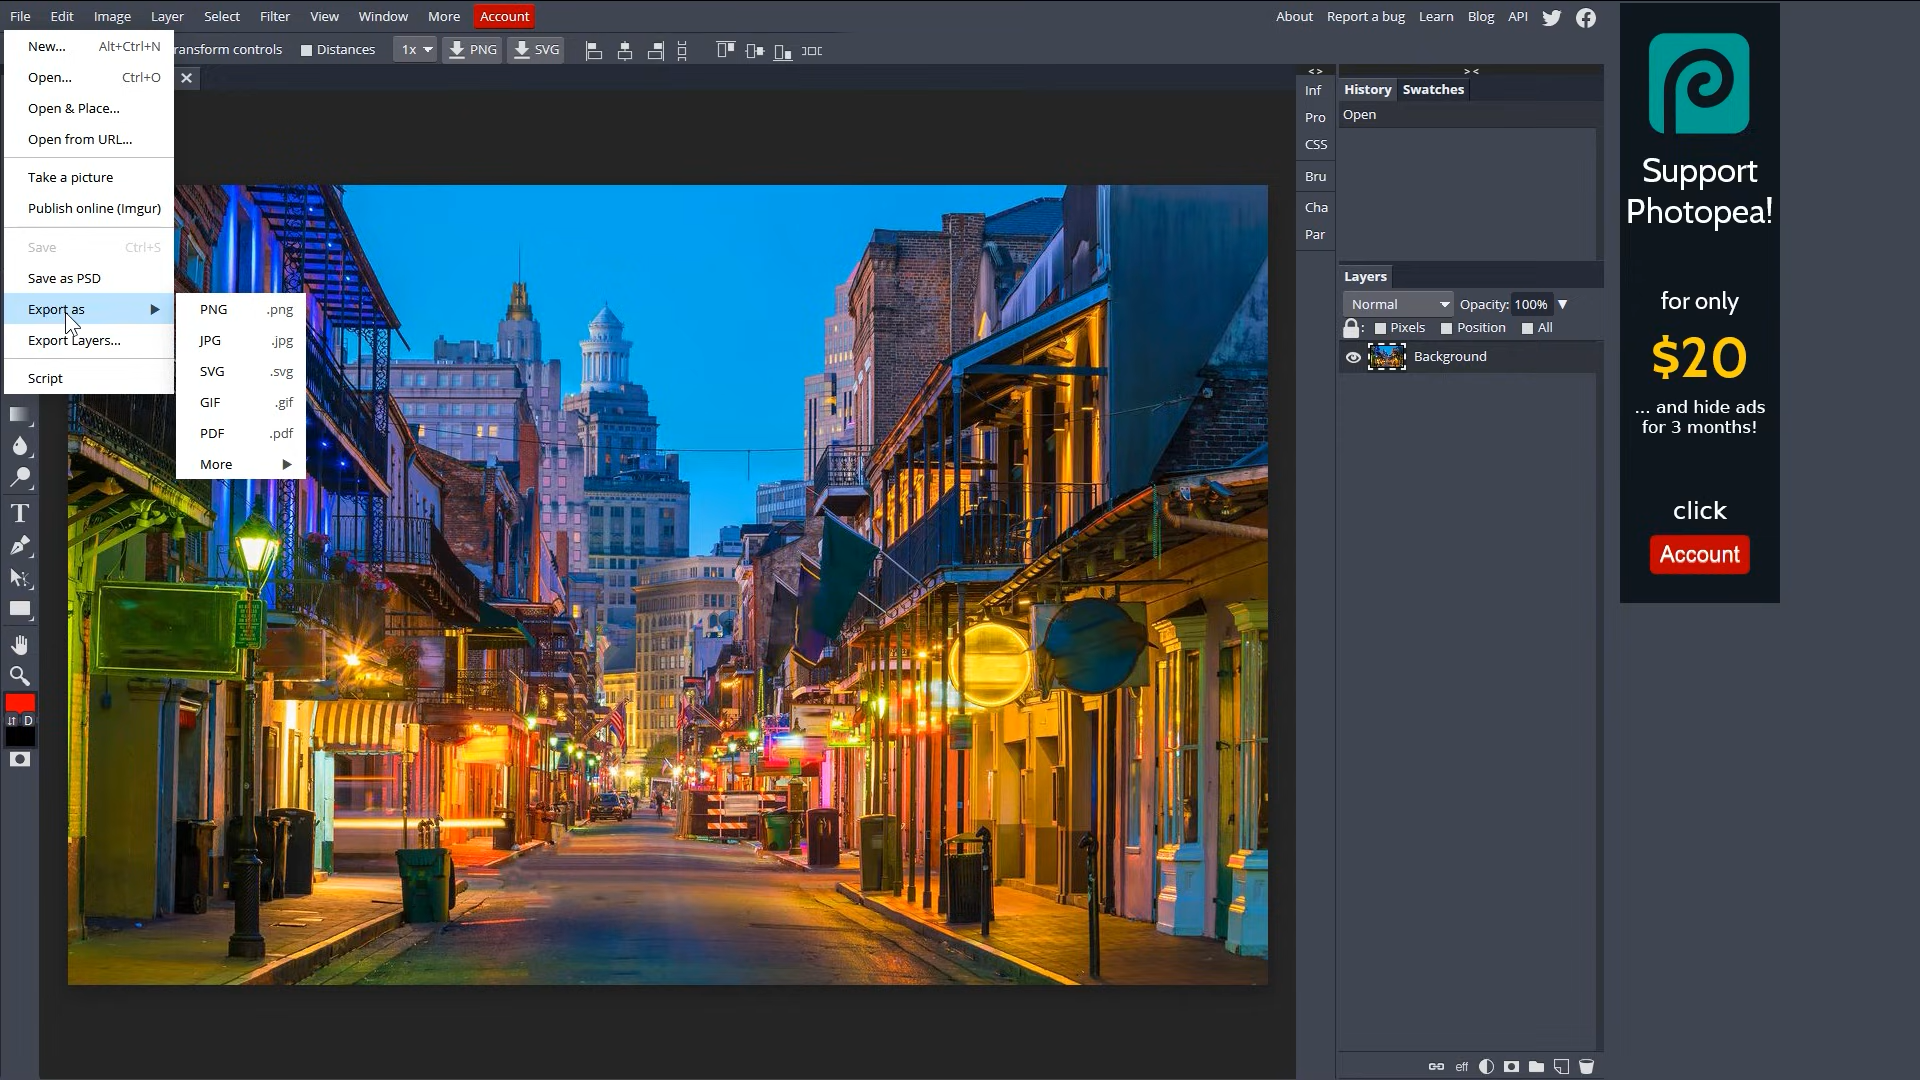 File Edit Image Layer Select Filter View Window More Account
About Report a bug Learn Blog API
ransform controls Distances 1x PNG SVG
New... Alt+Ctrl+N
Open... Ctrl+O
Open & Place...
Open from URL...
Take a picture
Publish online (Imgur)
Save Ctrl+S
Save as PSD
Export as
Export Layers...
Script
PNG .png
JPG .jpg
SVG .svg
GIF .gif
PDF .pdf
More
T
D
< >
Inf
Pro
CSS
Bru
Cha
Par
> <
History Swatches
Open
Layers
Normal Opacity: 100%
: Pixels Position All
Background
eff
Support
Photopea!
for only
$20
... and hide ads
for 3 months!
click
Account